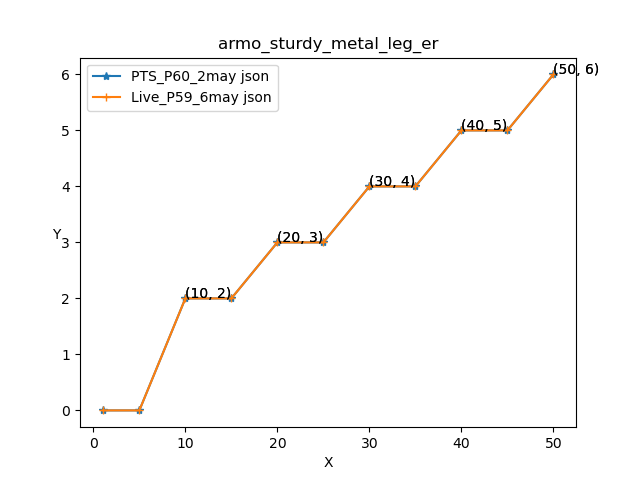 armo_sturdy_metal_leg_er
PTS_P60_2may json
Live_P59_6may json
(50, 6)
(40, 5)
(30, 4)
(20, 3)
(10, 2)
Y
6
5
4
3
2
1
0
0 10 20 30 40 50
X